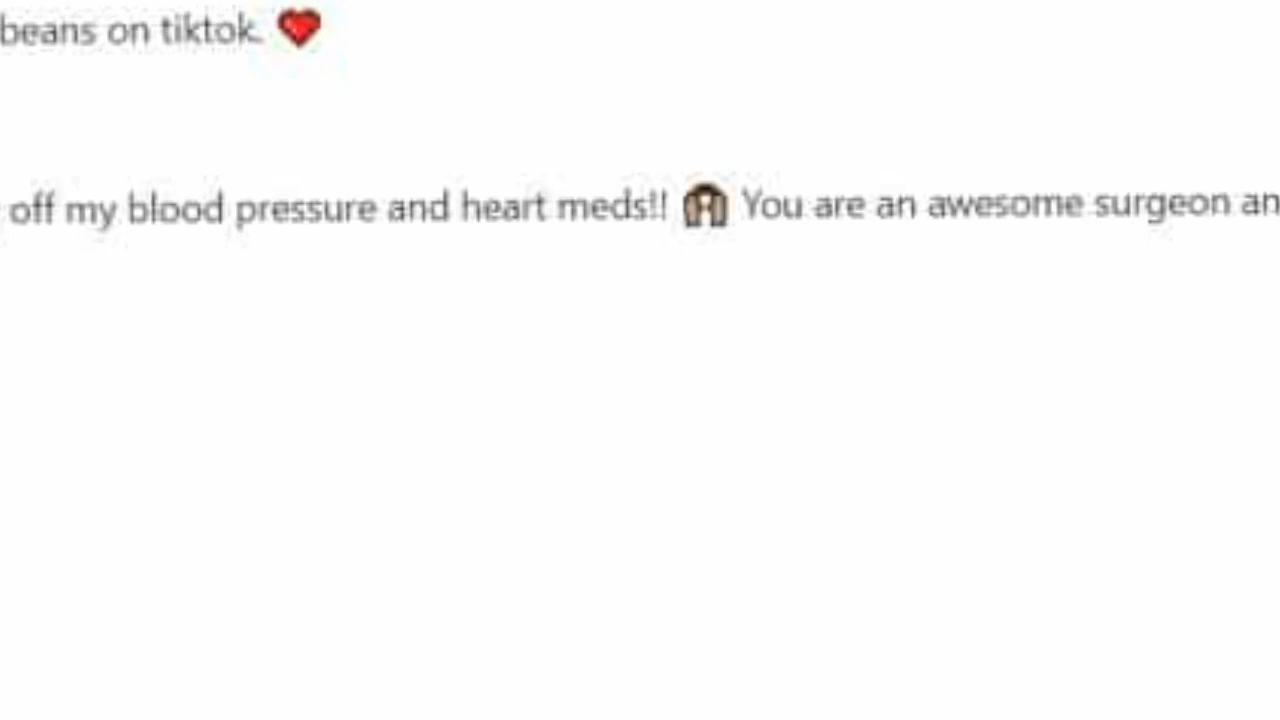 beans on tiktok. ❤️
off my blood pressure and heart meds!! 🙌🏽 You are an awesome surgeon an